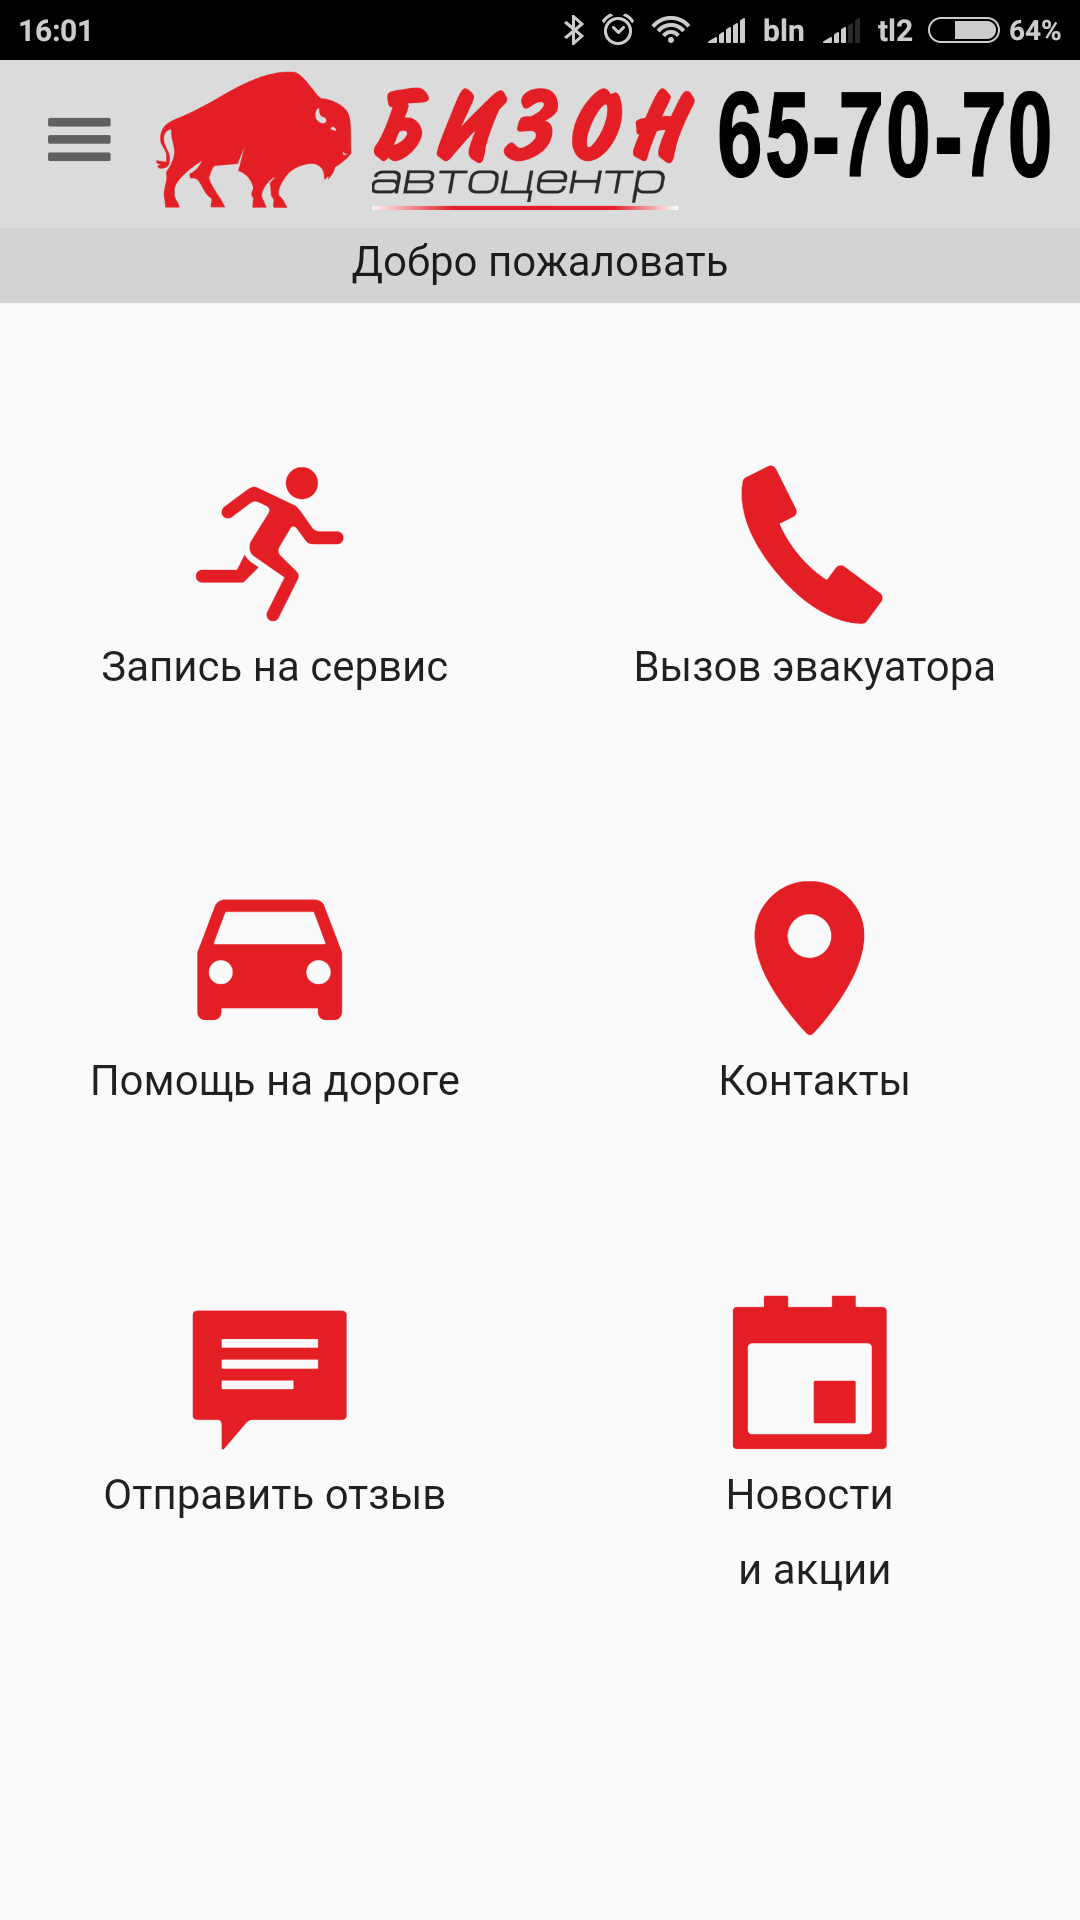 16:01 bln tl2 64%
БИЗОН 65-70-70
автоцентр
Добро пожаловать
Запись на сервис Вызов эвакуатора
Помощь на дороге Контакты
Отправить отзыв Новости
и акции